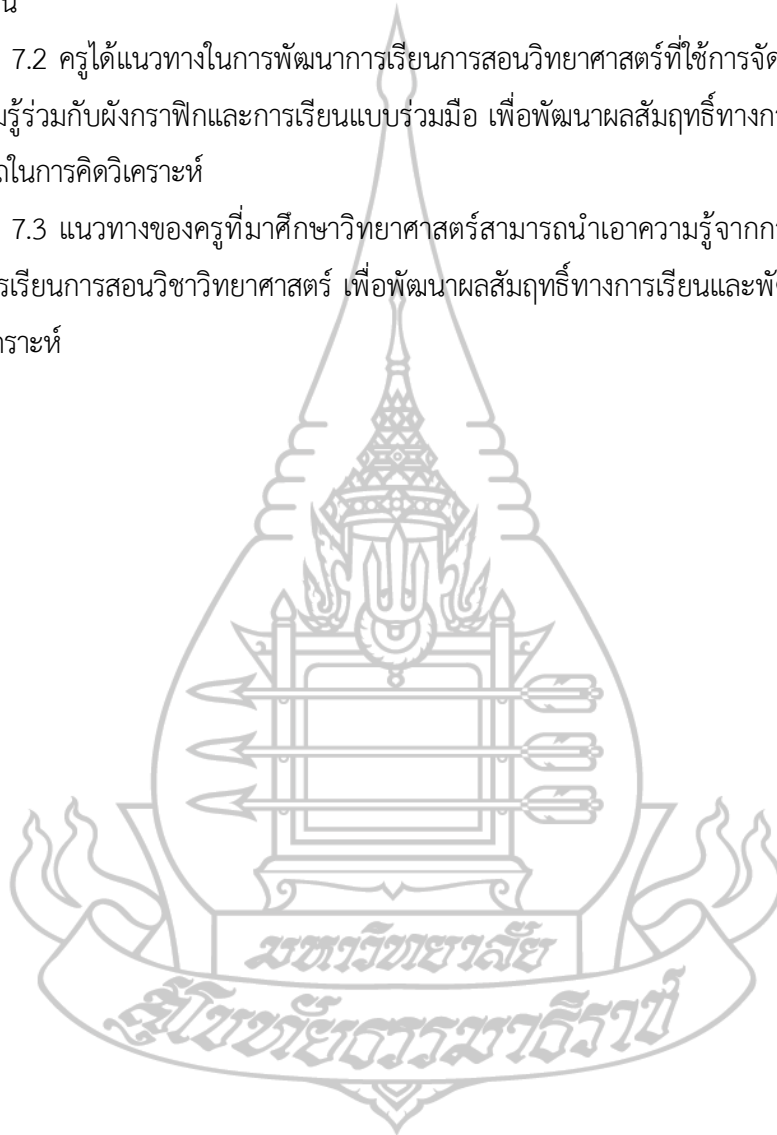 น
7.2 ครูได้แนวทางในการพัฒนาการเรียนการสอนวิทยาศาสตร์ที่ใช้การจัด
มรู้ร่วมกับผังกราฟิกและการเรียนแบบร่วมมือ เพื่อพัฒนาผลสัมฤทธิ์ทางกา
ถในการคิดวิเคราะห์
7.3 แนวทางของครูที่มาศึกษาวิทยาศาสตร์สามารถนำเอาความรู้จากกา
รเรียนการสอนวิชาวิทยาศาสตร์ เพื่อพัฒนาผลสัมฤทธิ์ทางการเรียนและพัฒ
คราะห์
มหาวิทยาลัย
สุโขทัยธรรมาธิราช